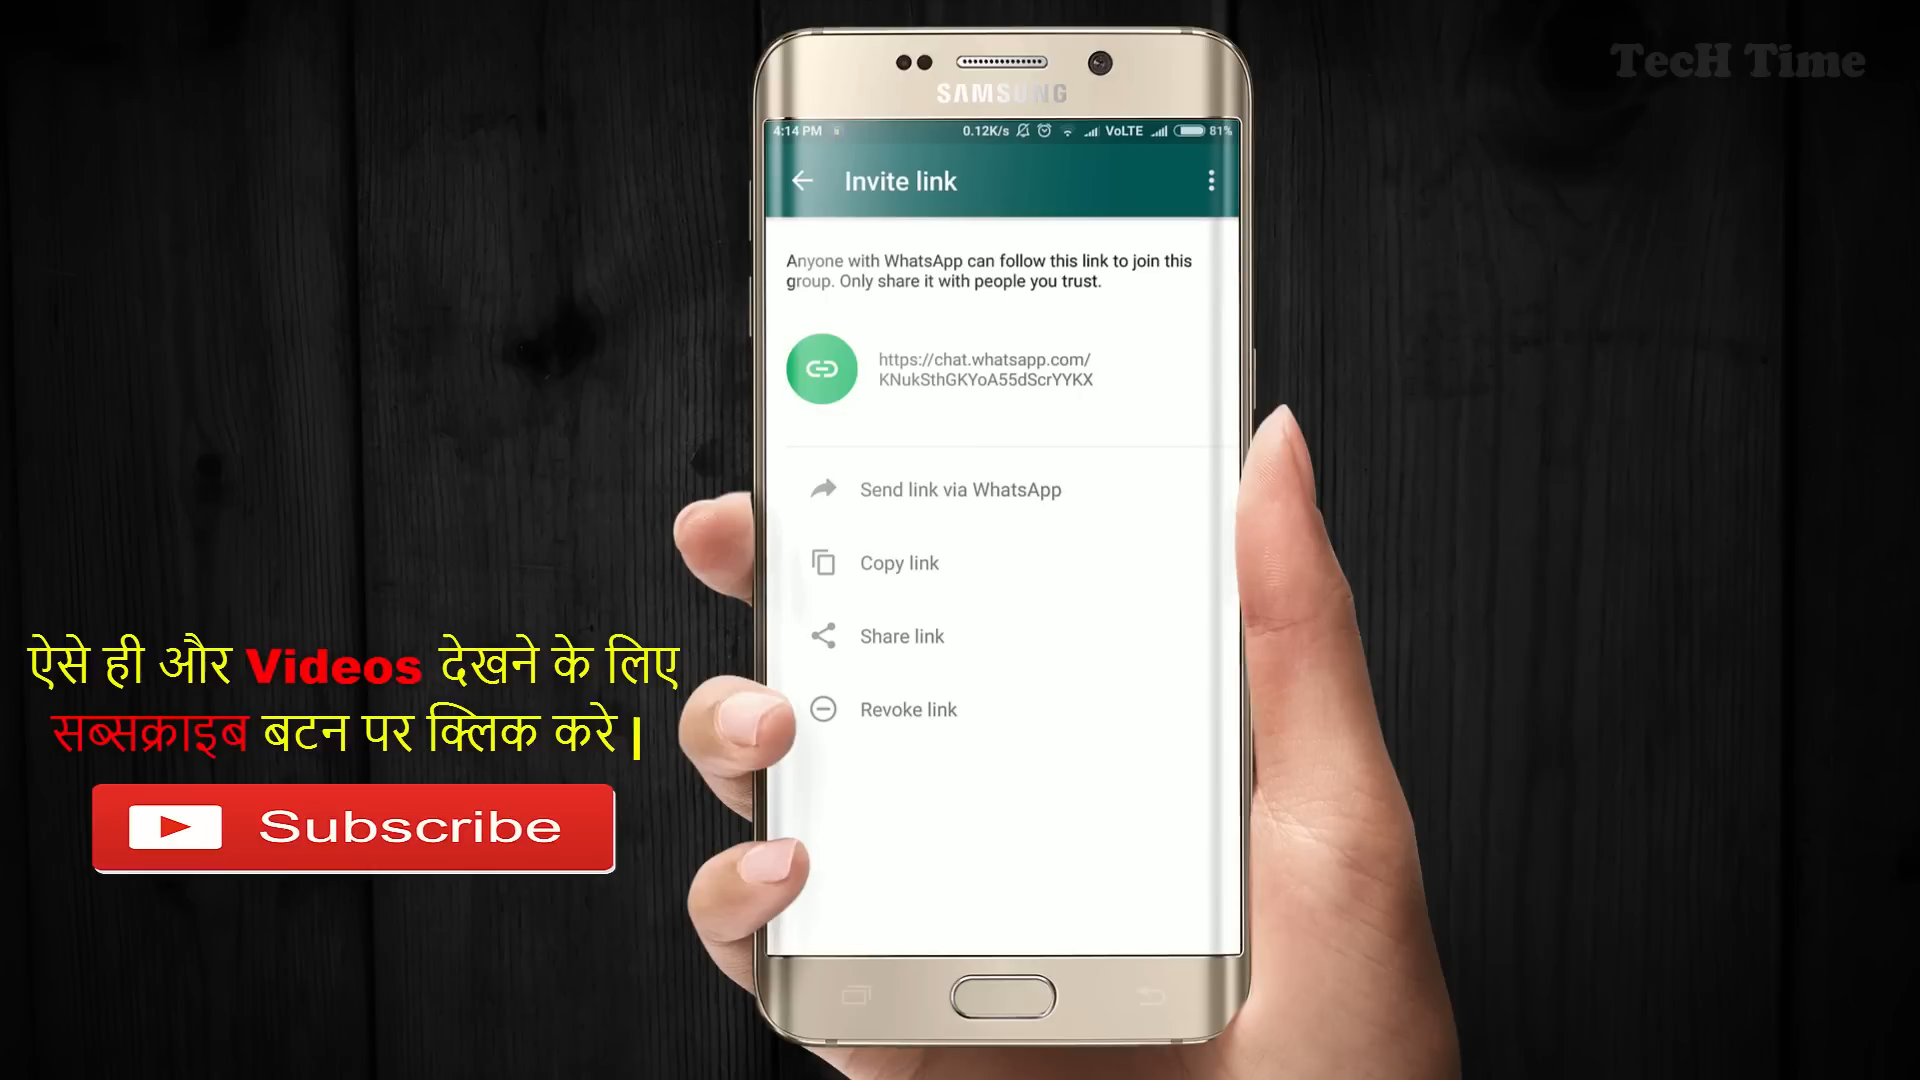 TecH Time
SAMSUNG
4:14 PM 0.12K/s VoLTE 81%
Invite link
Anyone with WhatsApp can follow this link to join this
group. Only share it with people you trust.
https://chat.whatsapp.com/
KNukSthGKYoA55dScrYYKX
Send link via WhatsApp
Copy link
Share link
Revoke link
ऐसे ही और Videos देखने के लिए
सब्सक्राइब बटन पर क्लिक करे |
Subscribe